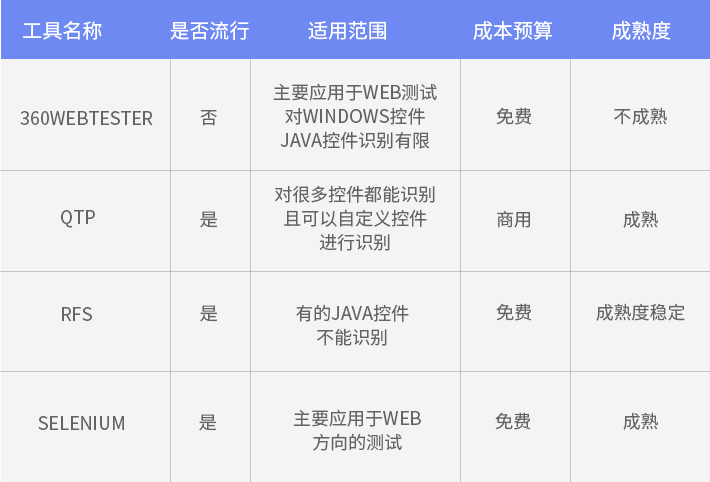 工具名称 是否流行 适用范围 成本预算 成熟度
360WEBTESTER 否 主要应用于WEB测试
对WINDOWS控件
JAVA控件识别有限 免费 不成熟
QTP 是 对很多控件都能识别
且可以自定义控件
进行识别 商用 成熟
RFS 是 有的JAVA控件
不能识别 免费 成熟度稳定
SELENIUM 是 主要应用于WEB
方向的测试 免费 成熟